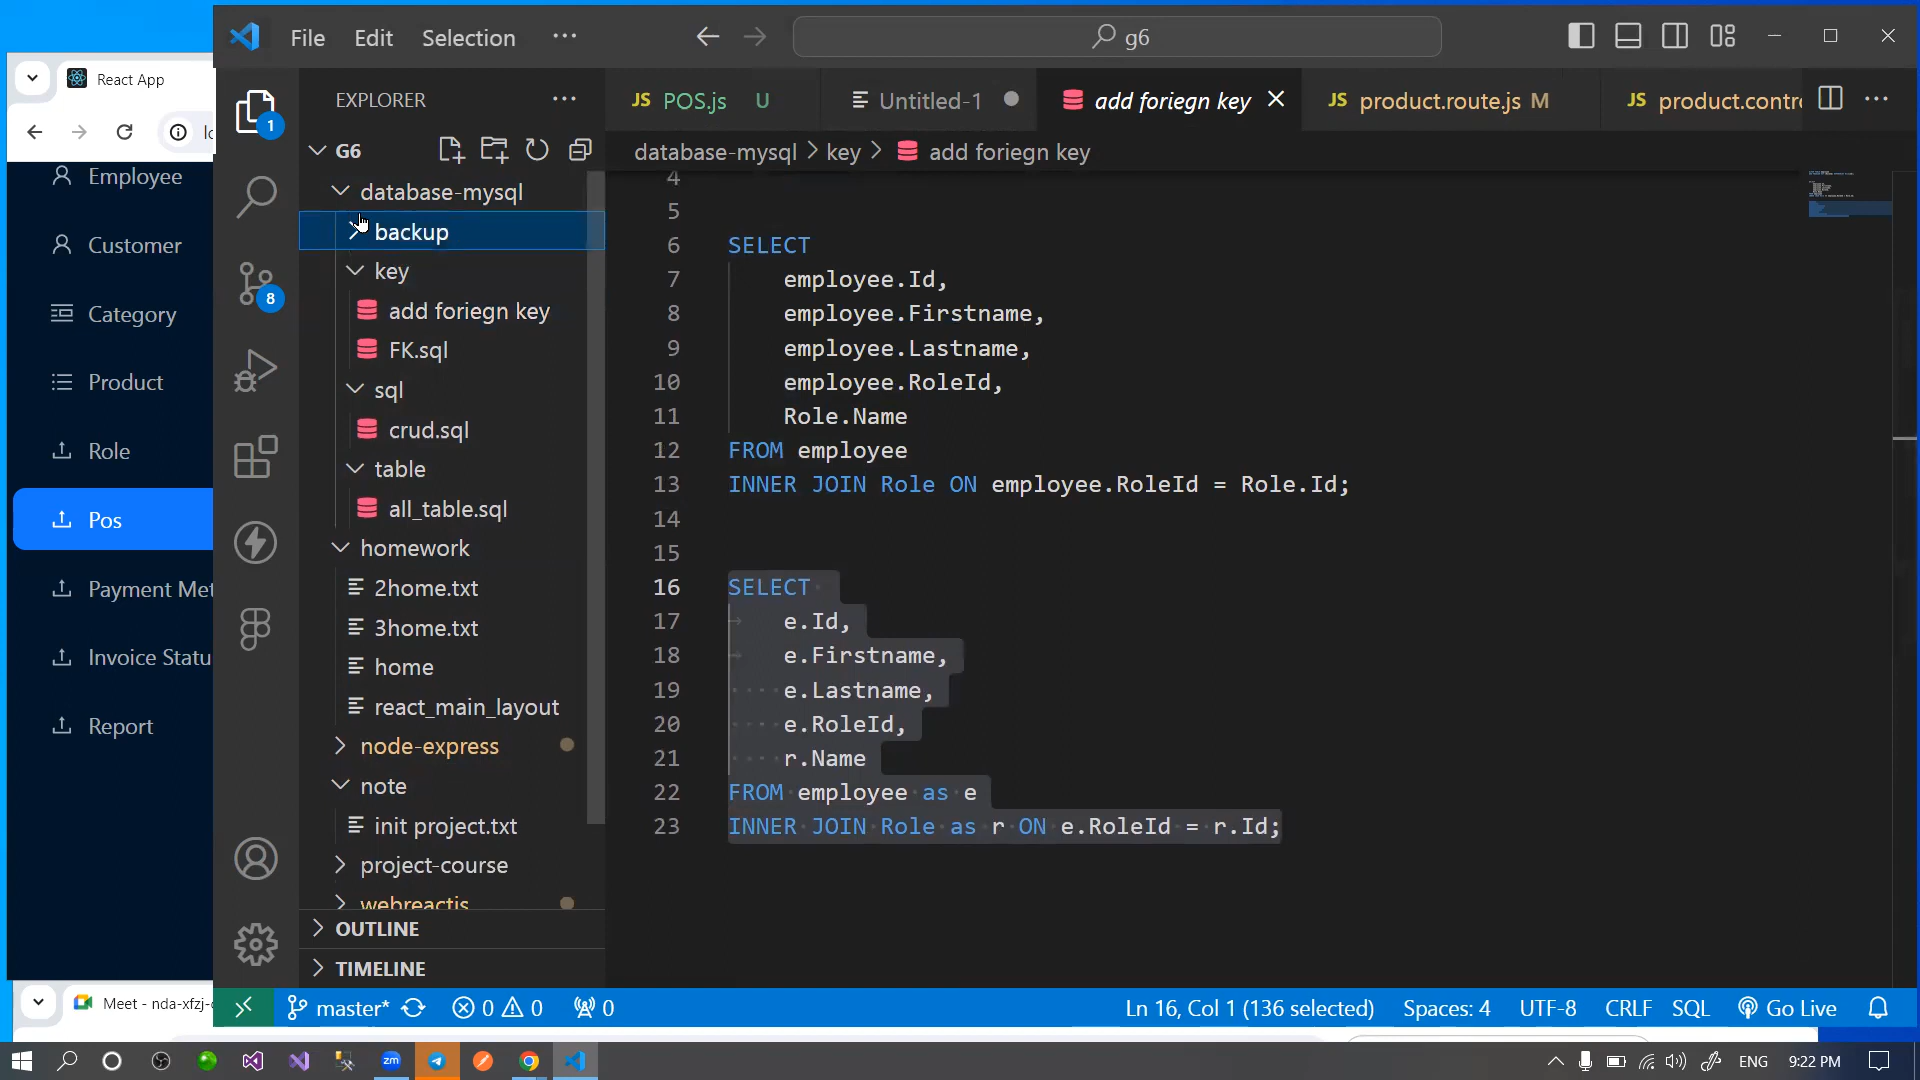 File Edit Selection ··· g6
React App
EXPLORER ···
JS POS.js U
Untitled-1
add foriegn key
JS product.route.js M
JS product.contr
G6
database-mysql > key > add foriegn key
1
8
database-mysql
backup
key
add foriegn key
FK.sql
sql
crud.sql
table
all_table.sql
homework
2home.txt
3home.txt
home
react_main_layout
node-express
note
init project.txt
project-course
webreactjs
OUTLINE
TIMELINE
Employee
Customer
Category
Product
Role
Pos
Payment Met
Invoice Statu
Report
Meet - nda-xfzj-
4
5
6 SELECT
7 employee.Id,
8 employee.Firstname,
9 employee.Lastname,
10 employee.RoleId,
11 Role.Name
12 FROM employee
13 INNER JOIN Role ON employee.RoleId = Role.Id;
14
15
16 SELECT
17 e.Id,
18 e.Firstname,
19 e.Lastname,
20 e.RoleId,
21 r.Name
22 FROM employee as e
23 INNER JOIN Role as r ON e.RoleId = r.Id;
master* 0 0 0
Ln 16, Col 1 (136 selected) Spaces: 4 UTF-8 CRLF SQL Go Live
zm
ENG 9:22 PM